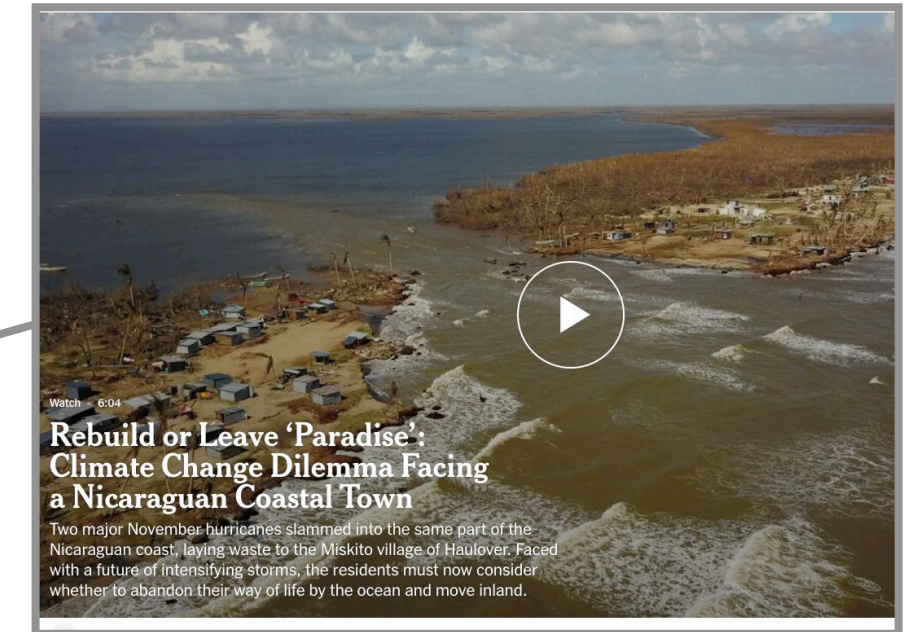 Watch - 6:04
Rebuild or Leave ‘Paradise’:
Climate Change Dilemma Facing
a Nicaraguan Coastal Town
Two major November hurricanes slammed into the same part of the
Nicaraguan coast, laying waste to the Miskito village of Haulover. Faced
with a future of intensifying storms, the residents must now consider
whether to abandon their way of life by the ocean and move inland.